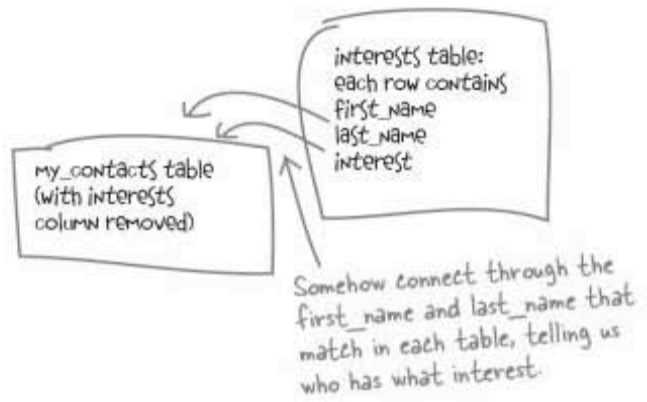 interests table:
each row contains
first_name
last_name
interest
my_contacts table
(with interests
column removed)
Somehow connect through the
first_name and last_name that
match in each table, telling us
who has what interest.